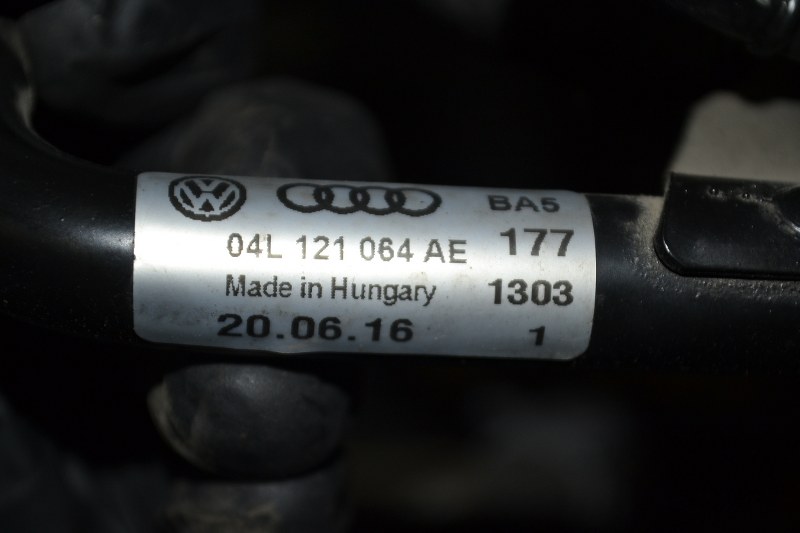 BA5
04L 121 064 AE 177
Made in Hungary 1303
20.06.16 1